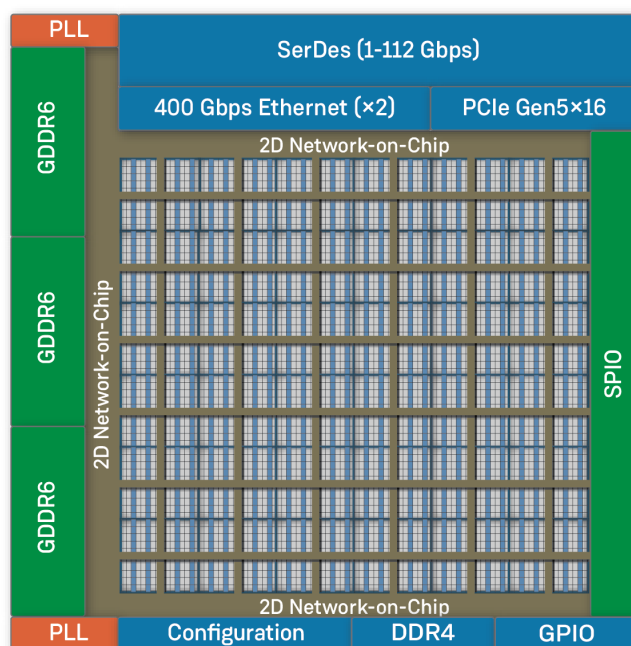 PLL
SerDes (1-112 Gbps)
400 Gbps Ethernet (×2)
PCIe Gen5×16
GDDR6
2D Network-on-Chip
GDDR6
2D Network-on-Chip
SPIO
GDDR6
2D Network-on-Chip
PLL
Configuration
DDR4
GPIO